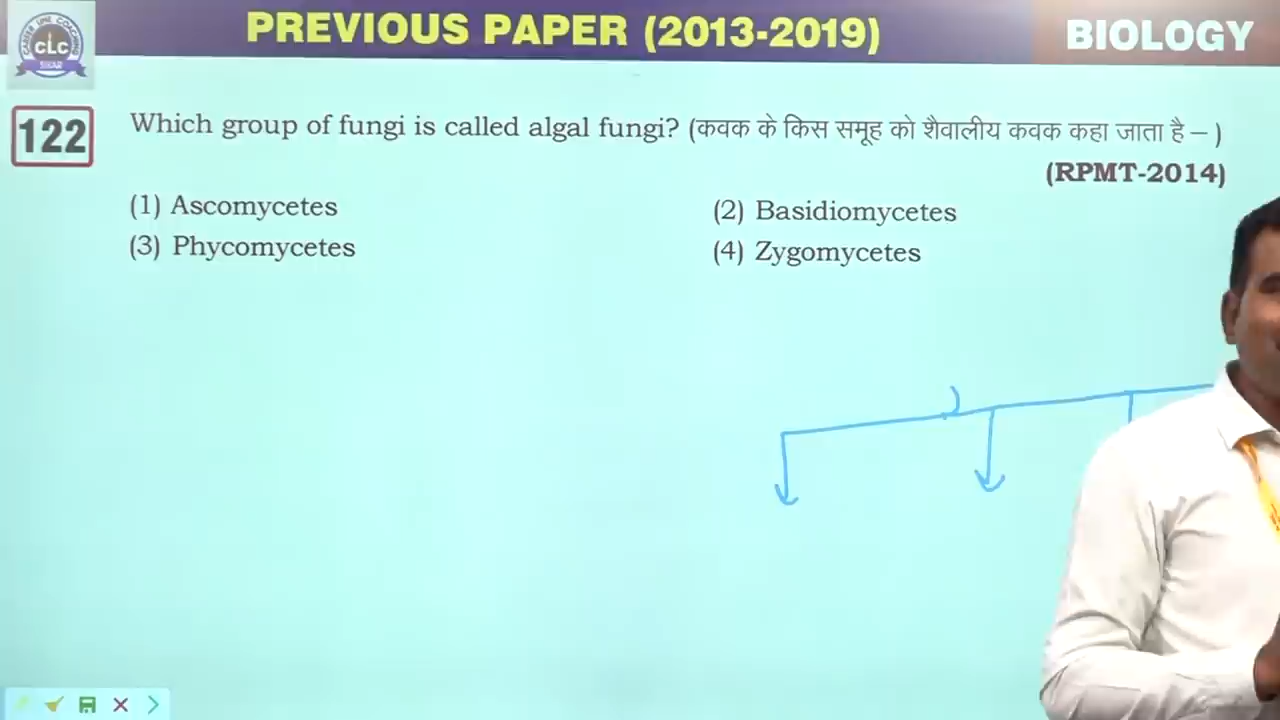 PREVIOUS PAPER (2013-2019)
BIOLOGY
CLC
122
Which group of fungi is called algal fungi? (कवक के किस समूह को शैवालीय कवक कहा जाता है – )
(RPMT-2014)
(1) Ascomycetes
(2) Basidiomycetes
(3) Phycomycetes
(4) Zygomycetes